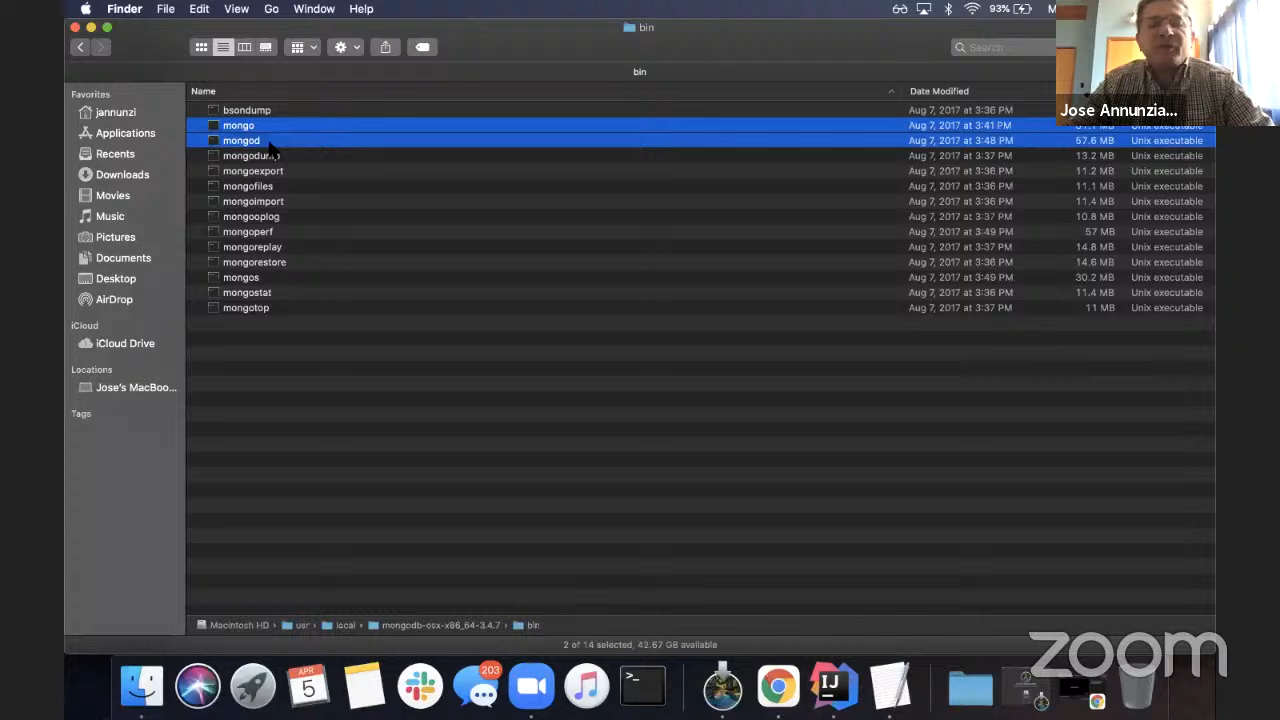 Finder File Edit View Go Window Help 93%
bin
Search
bin
Favorites
jannunzi
Applications
Recents
Downloads
Movies
Music
Pictures
Documents
Desktop
AirDrop
iCloud
iCloud Drive
Locations
Jose's MacBoo...
Tags
Name Date Modified
bsondump Aug 7, 2017 at 3:36 PM
mongo Aug 7, 2017 at 3:41 PM
mongod Aug 7, 2017 at 3:48 PM 57.6 MB Unix executable
mongodump Aug 7, 2017 at 3:37 PM 13.2 MB Unix executable
mongoexport Aug 7, 2017 at 3:36 PM 11.2 MB Unix executable
mongofiles Aug 7, 2017 at 3:36 PM 11.1 MB Unix executable
mongoimport Aug 7, 2017 at 3:36 PM 11.4 MB Unix executable
mongooplog Aug 7, 2017 at 3:37 PM 10.8 MB Unix executable
mongoperf Aug 7, 2017 at 3:49 PM 57 MB Unix executable
mongoreplay Aug 7, 2017 at 3:37 PM 14.8 MB Unix executable
mongorestore Aug 7, 2017 at 3:37 PM 14.6 MB Unix executable
mongos Aug 7, 2017 at 3:49 PM 30.2 MB Unix executable
mongostat Aug 7, 2017 at 3:36 PM 11.4 MB Unix executable
mongotop Aug 7, 2017 at 3:37 PM 11 MB Unix executable
Macintosh HD › usr › local › mongodb-osx-x86_64-3.4.7 › bin
2 of 14 selected, 42.67 GB available
Jose Annunzia...
zoom
APR
5
203
IJ